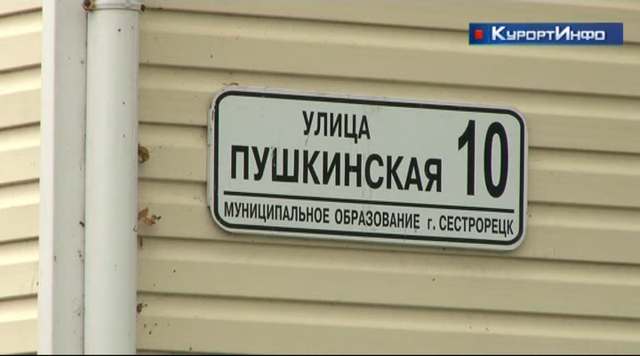 КУРОРТИНФО
УЛИЦА
ПУШКИНСКАЯ 10
МУНИЦИПАЛЬНОЕ ОБРАЗОВАНИЕ г. СЕСТРОРЕЦК